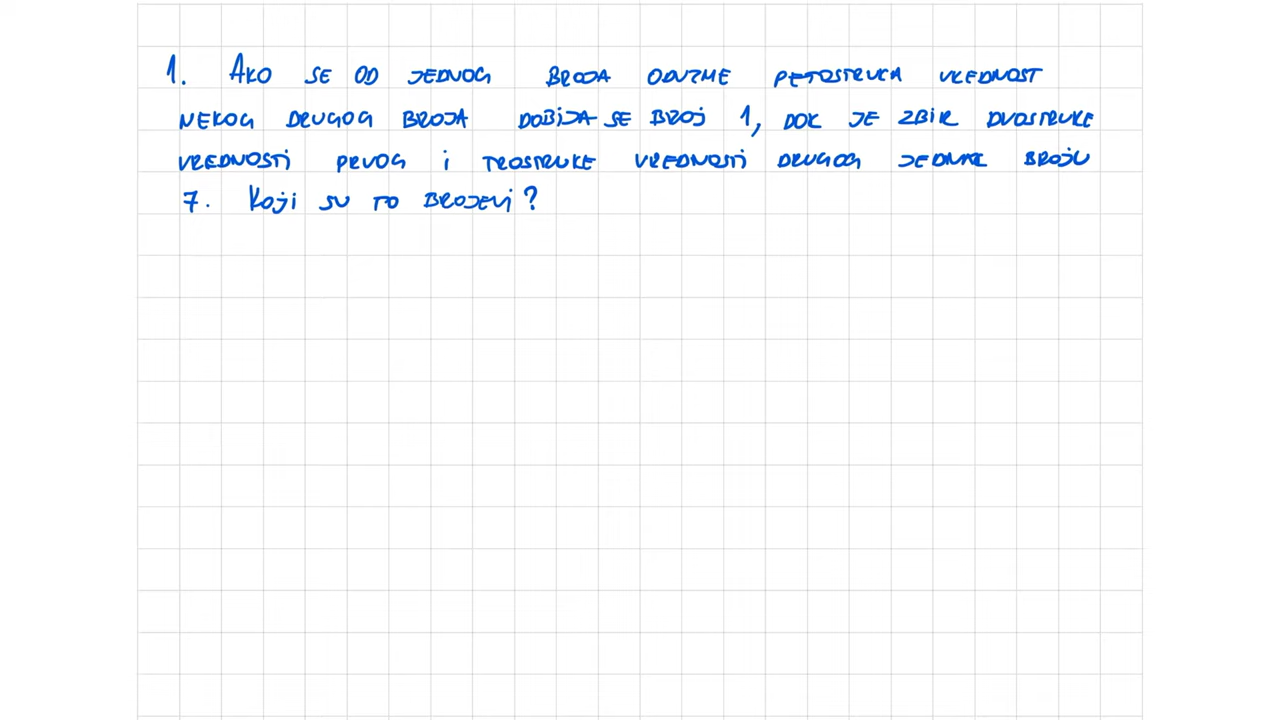 1. AKO SE OD JEDNOG BROJA ODUZME PETOSTRUKA VREDNOST
NEKOG DRUGOG BROJA DOBIJA SE BROJ 1, DOK JE ZBIR DVOSTRUKE
VREDNOSTI PRVOG I TROSTRUKE VREDNOSTI DRUGOG JEDNAK BROJU
7. KOJI SU TO BROJEVI?